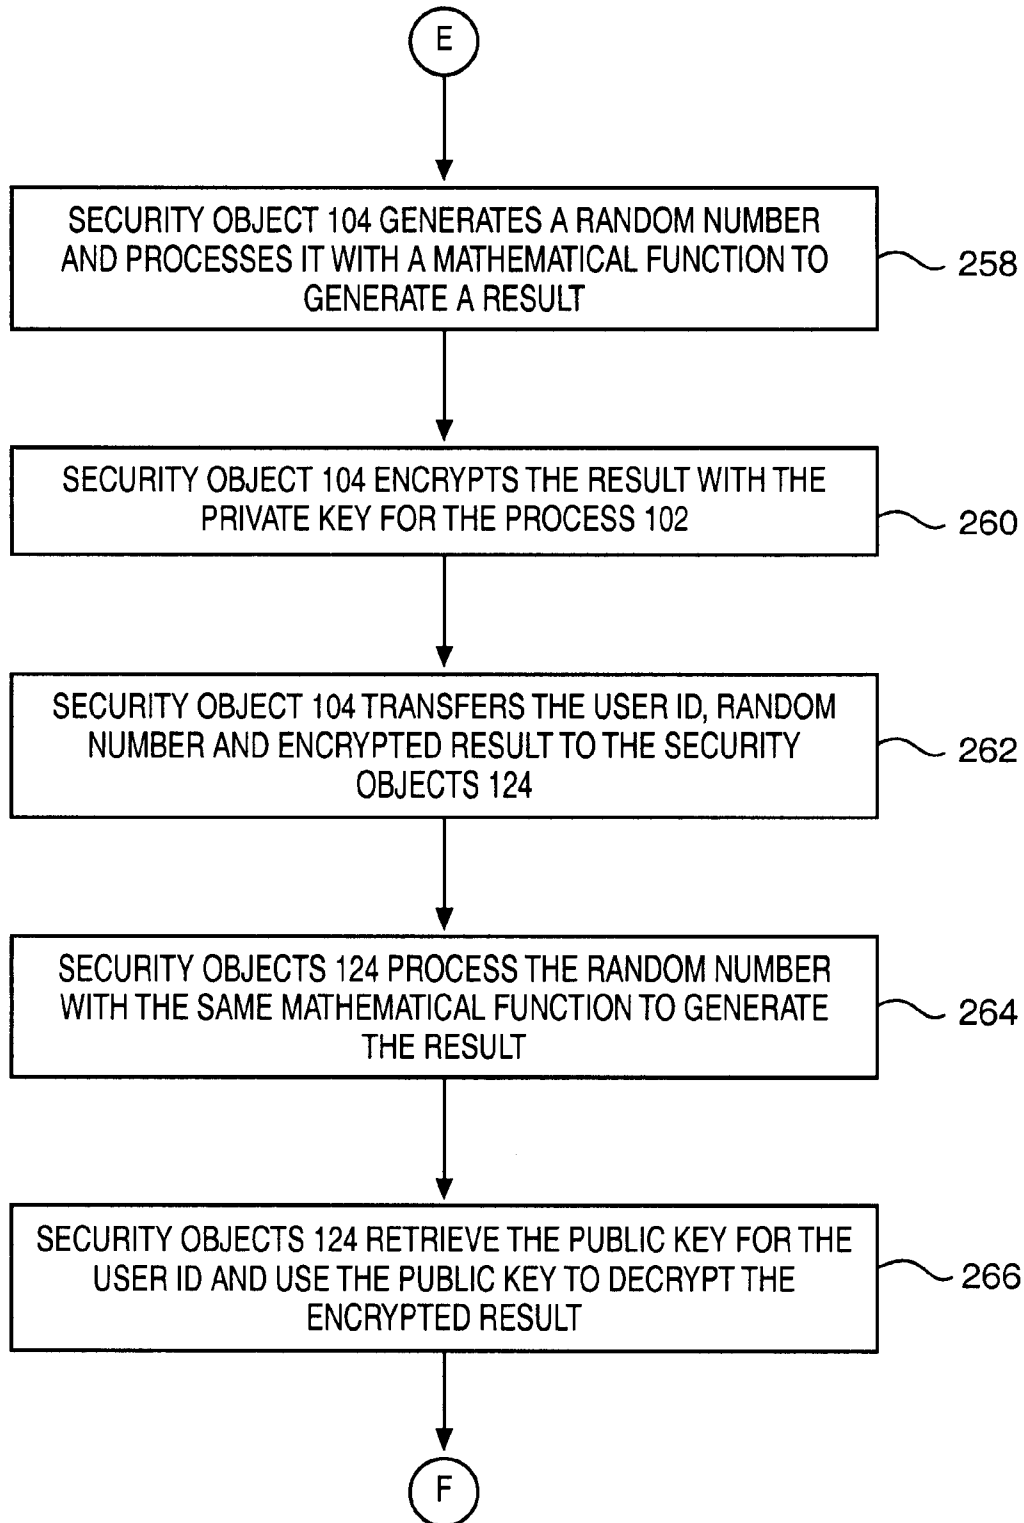 E
SECURITY OBJECT 104 GENERATES A RANDOM NUMBER
AND PROCESSES IT WITH A MATHEMATICAL FUNCTION TO
GENERATE A RESULT
258
SECURITY OBJECT 104 ENCRYPTS THE RESULT WITH THE
PRIVATE KEY FOR THE PROCESS 102
260
SECURITY OBJECT 104 TRANSFERS THE USER ID, RANDOM
NUMBER AND ENCRYPTED RESULT TO THE SECURITY
OBJECTS 124
262
SECURITY OBJECTS 124 PROCESS THE RANDOM NUMBER
WITH THE SAME MATHEMATICAL FUNCTION TO GENERATE
THE RESULT
264
SECURITY OBJECTS 124 RETRIEVE THE PUBLIC KEY FOR THE
USER ID AND USE THE PUBLIC KEY TO DECRYPT THE
ENCRYPTED RESULT
266
F